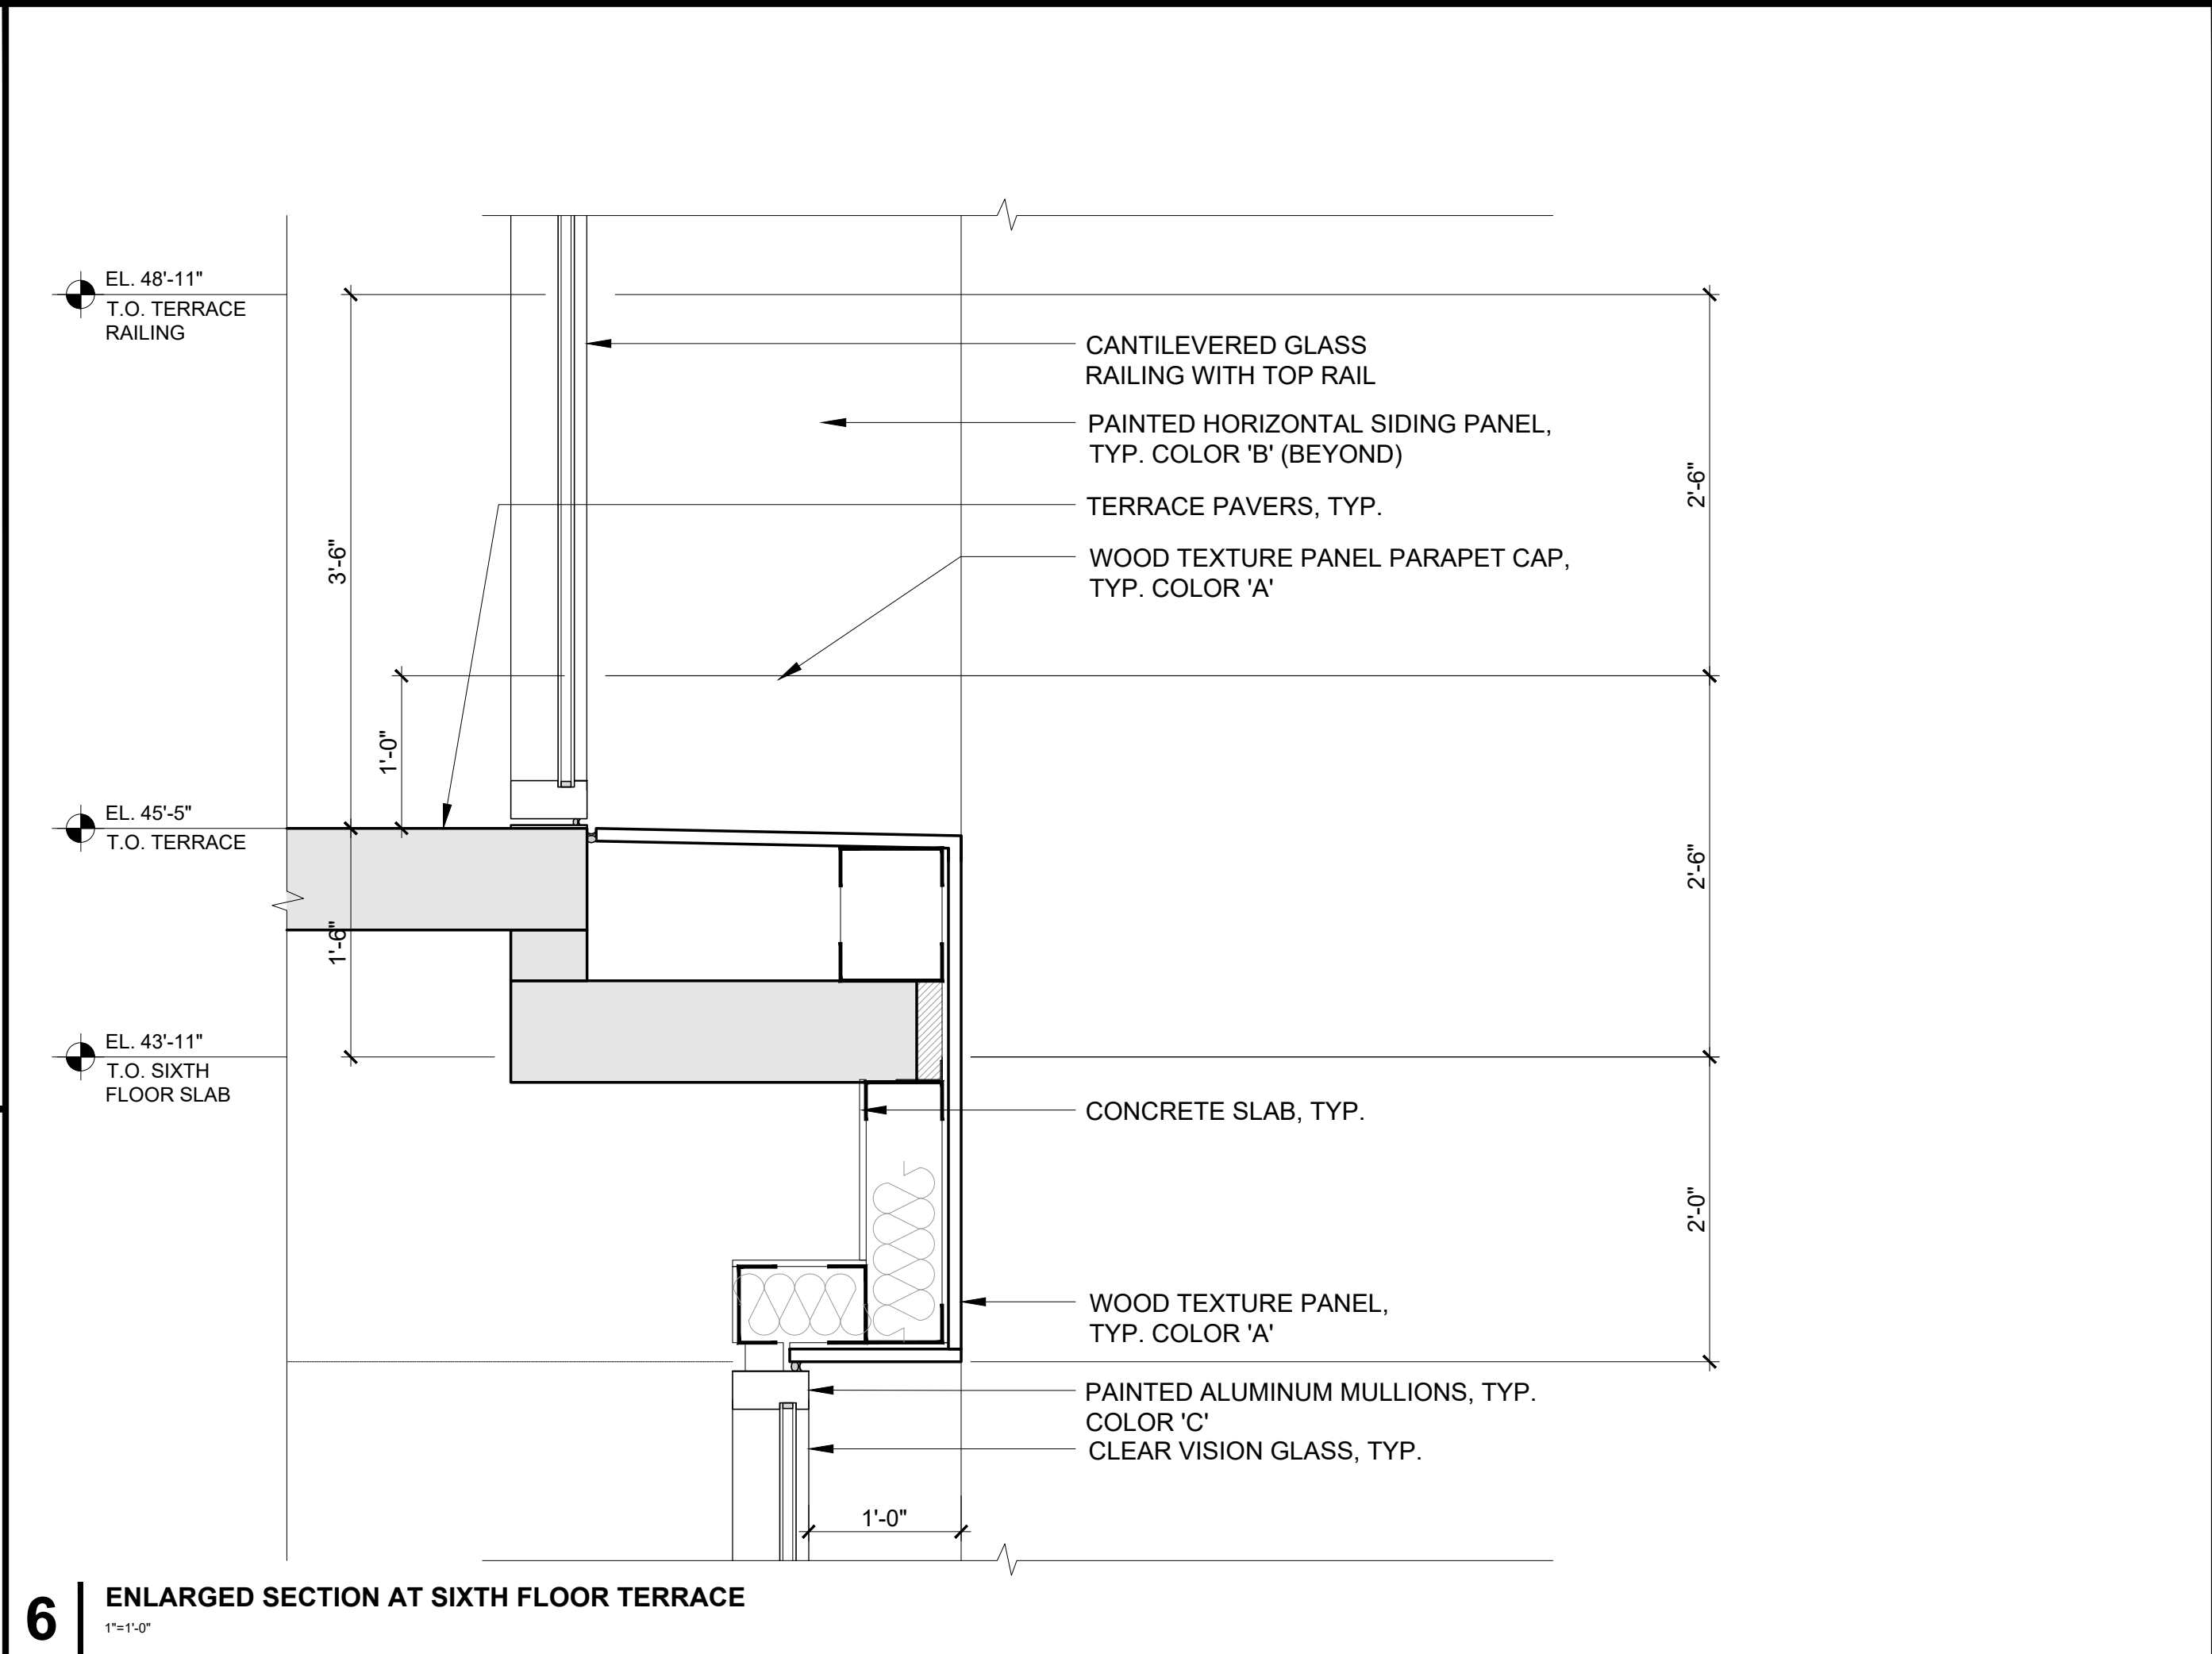 EL. 48'-11"
T.O. TERRACE
RAILING
CANTILEVERED GLASS
RAILING WITH TOP RAIL
PAINTED HORIZONTAL SIDING PANEL,
TYP. COLOR 'B' (BEYOND)
2'-6"
TERRACE PAVERS, TYP.
3'-6"
WOOD TEXTURE PANEL PARAPET CAP,
TYP. COLOR 'A'
1'-0"
EL. 45'-5"
T.O. TERRACE
2'-6"
1'-6"
EL. 43'-11"
T.O. SIXTH
FLOOR SLAB
CONCRETE SLAB, TYP.
2'-0"
WOOD TEXTURE PANEL,
TYP. COLOR 'A'
PAINTED ALUMINUM MULLIONS, TYP.
COLOR 'C'
CLEAR VISION GLASS, TYP.
1'-0"
6
ENLARGED SECTION AT SIXTH FLOOR TERRACE
1"=1'-0"